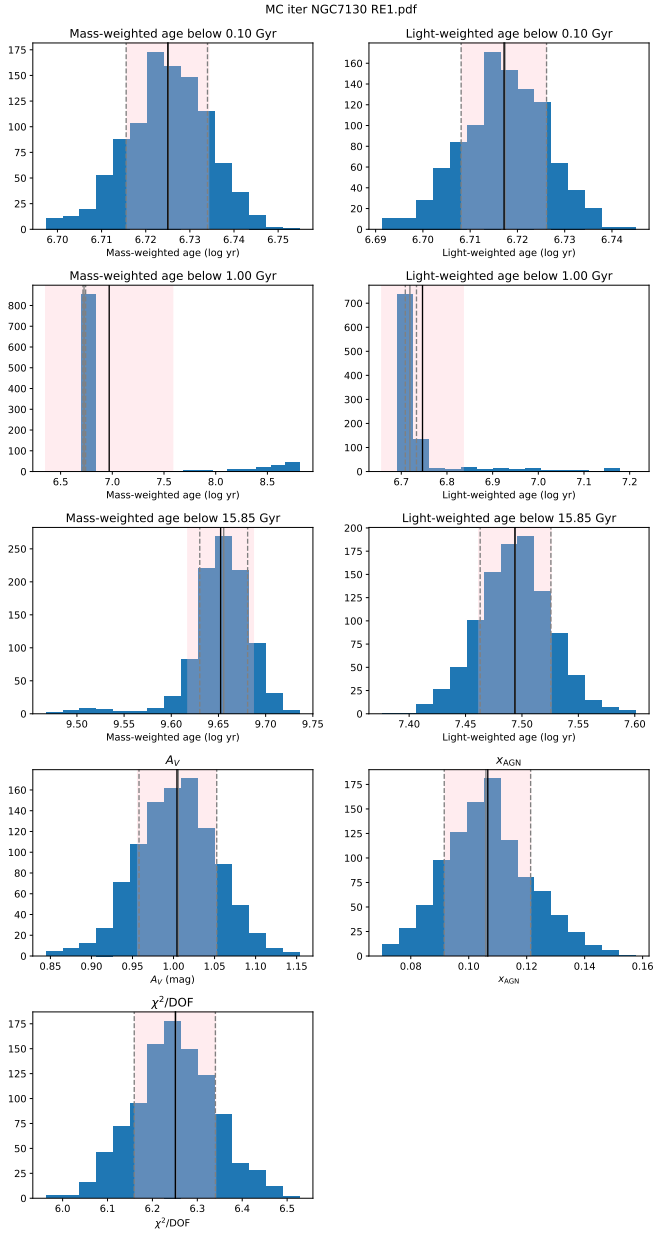 MC iter NGC7130 RE1.pdf
Mass-weighted age below 0.10 Gyr
175
150
125
100
75
50
25
0
6.70 6.71 6.72 6.73 6.74 6.75
Mass-weighted age (log yr)
Light-weighted age below 0.10 Gyr
160
140
120
100
80
60
40
20
0
6.69 6.70 6.71 6.72 6.73 6.74
Light-weighted age (log yr)
Mass-weighted age below 1.00 Gyr
800
700
600
500
400
300
200
100
0
6.5 7.0 7.5 8.0 8.5
Mass-weighted age (log yr)
Light-weighted age below 1.00 Gyr
700
600
500
400
300
200
100
0
6.7 6.8 6.9 7.0 7.1 7.2
Light-weighted age (log yr)
Mass-weighted age below 15.85 Gyr
250
200
150
100
50
0
9.50 9.55 9.60 9.65 9.70 9.75
Mass-weighted age (log yr)
Light-weighted age below 15.85 Gyr
200
175
150
125
100
75
50
25
0
7.40 7.45 7.50 7.55 7.60
Light-weighted age (log yr)
A_V
160
140
120
100
80
60
40
20
0
0.85 0.90 0.95 1.00 1.05 1.10 1.15
A_V (mag)
x_AGN
175
150
125
100
75
50
25
0
0.08 0.10 0.12 0.14 0.16
x_AGN
χ²/DOF
175
150
125
100
75
50
25
0
6.0 6.1 6.2 6.3 6.4 6.5
χ²/DOF